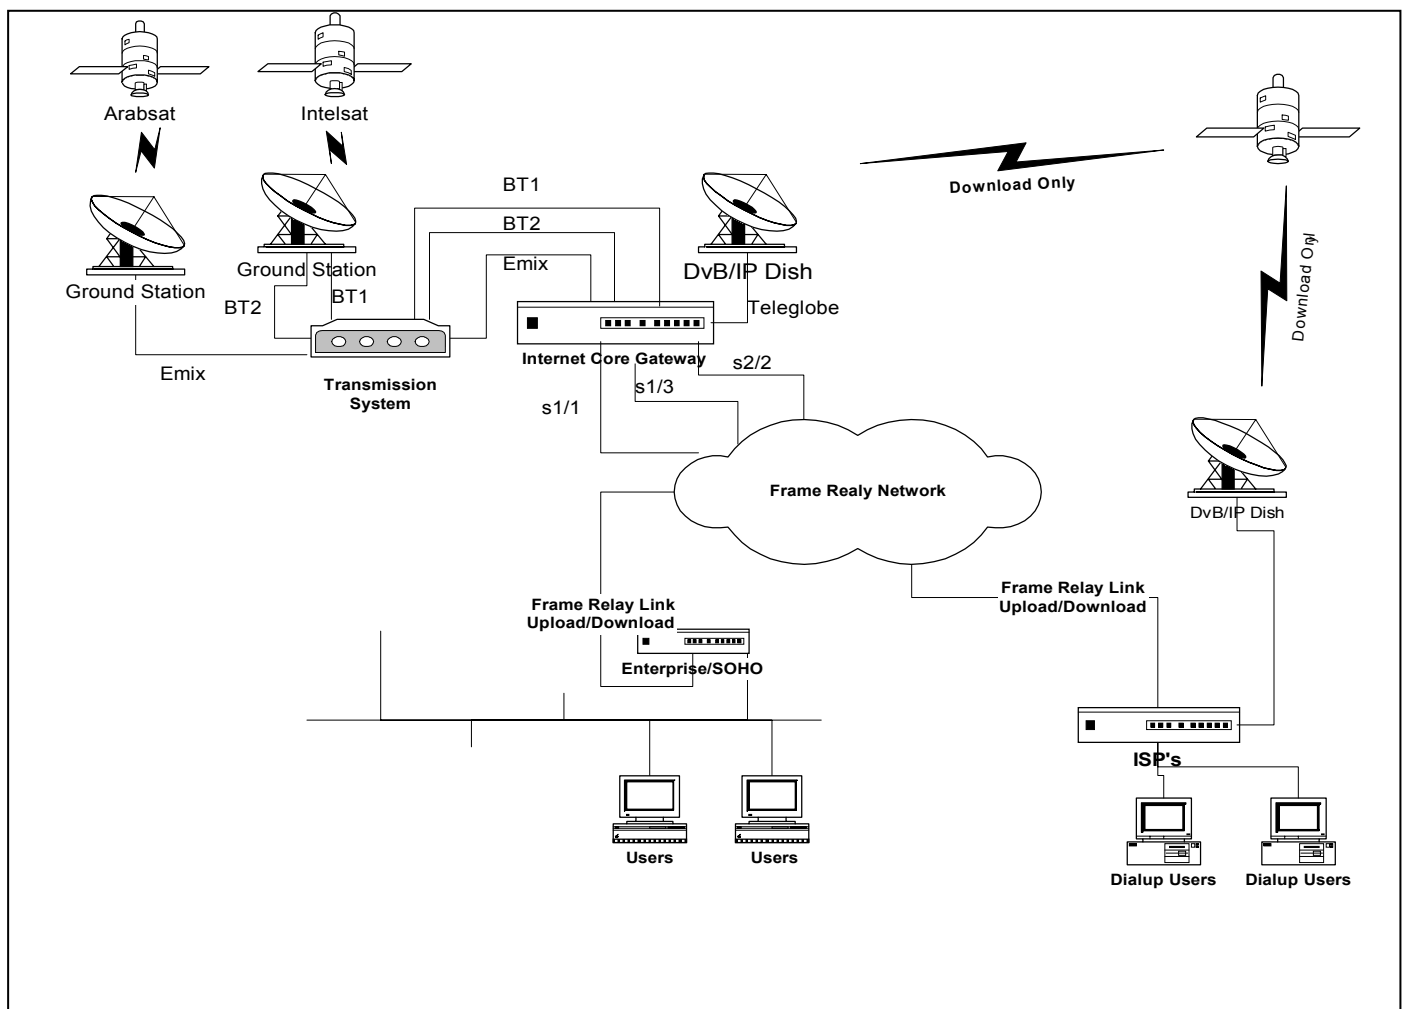 Arabsat
Intelsat
Download Only
Download Only
BT1
BT2
Emix
Ground Station
Ground Station
BT2
BT1
DvB/IP Dish
Teleglobe
Emix
Transmission
System
Internet Core Gateway
s2/2
s1/3
s1/1
Frame Realy Network
DvB/IP Dish
Frame Relay Link
Upload/Download
Frame Relay Link
Upload/Download
Enterprise/SOHO
ISP's
Users
Users
Dialup Users
Dialup Users